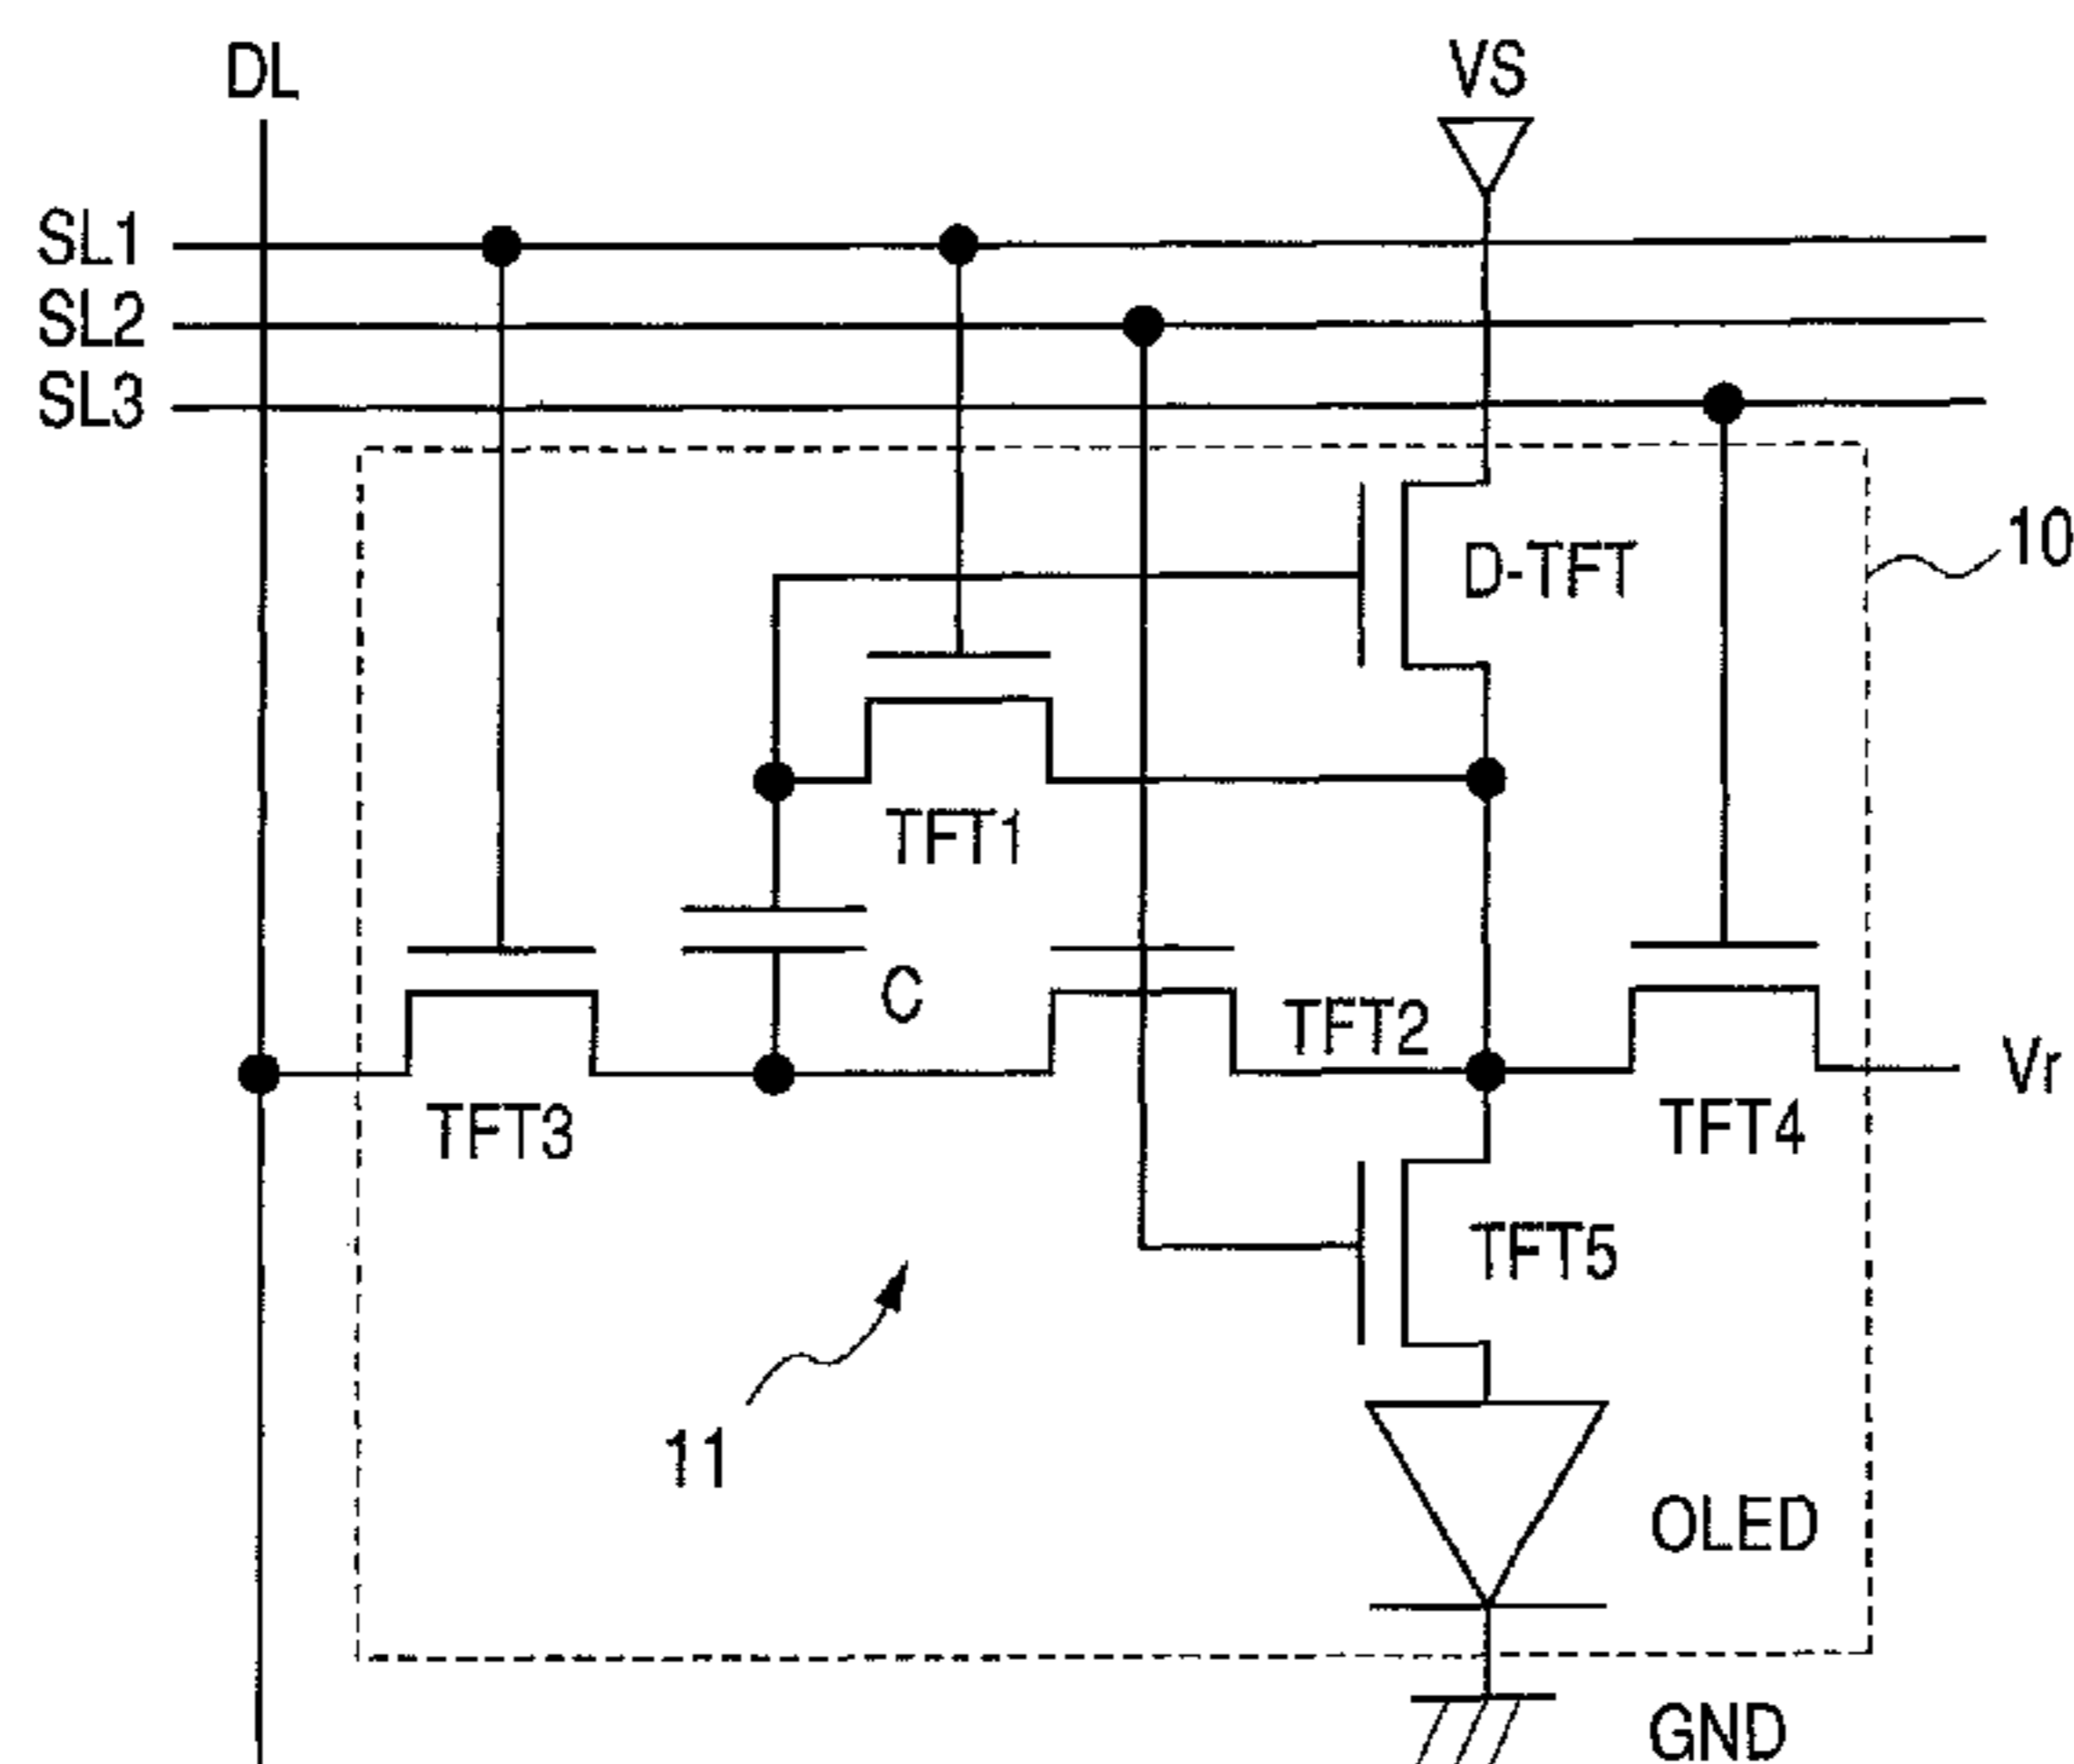 DL
VS
SL1
SL2
SL3
10
D-TFT
TFT1
C
TFT2
Vr
TFT3
TFT4
TFT5
11
OLED
GND